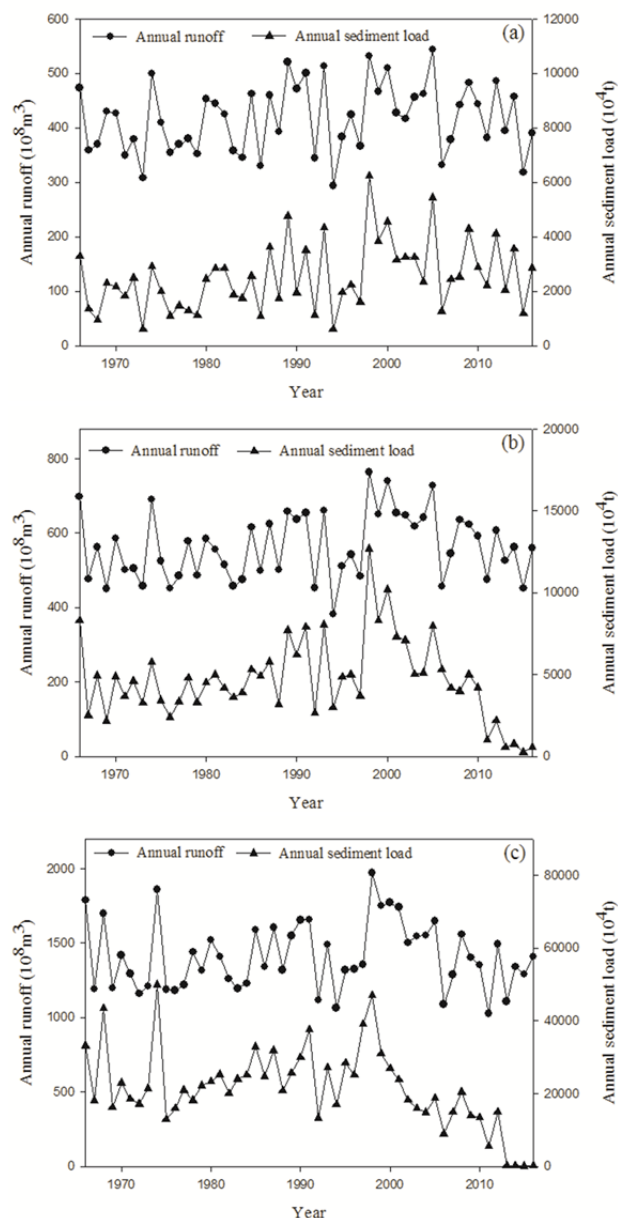 (a)
Annual runoff
Annual sediment load
600
500
400
300
200
100
0
12000
10000
8000
6000
4000
2000
0
Annual runoff (10⁸m³)
Annual sediment load (10⁴t)
1970
1980
1990
2000
2010
Year
(b)
Annual runoff
Annual sediment load
800
600
400
200
0
20000
15000
10000
5000
0
Annual runoff (10⁸m³)
Annual sediment load (10⁴t)
1970
1980
1990
2000
2010
Year
(c)
Annual runoff
Annual sediment load
2000
1500
1000
500
0
80000
60000
40000
20000
0
Annual runoff (10⁸m³)
Annual sediment load (10⁴t)
1970
1980
1990
2000
2010
Year